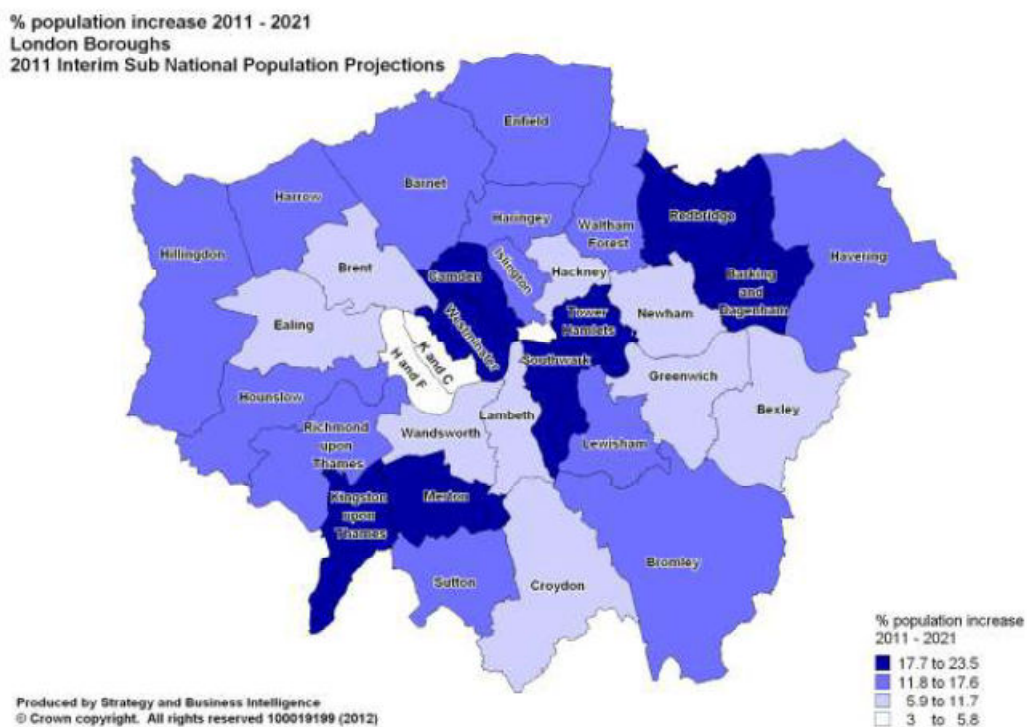 % population increase 2011 - 2021
London Boroughs
2011 Interim Sub National Population Projections
Enfield
Harrow
Barnet
Haringey
Waltham
Forest
Redbridge
Hillingdon
Havering
Brent
Camden
Islington
Hackney
Barking
and
Dagenham
Ealing
Westminster
Tower
Hamlets
Newham
K and C
H and F
Southwark
Greenwich
Hounslow
Lambeth
Bexley
Richmond
upon
Thames
Wandsworth
Lewisham
Kingston
upon
Thames
Merton
Sutton
Croydon
Bromley
% population increase
2011 - 2021
17.7 to 23.5
11.8 to 17.6
5.9 to 11.7
3 to 5.8
Produced by Strategy and Business Intelligence
© Crown copyright. All rights reserved 100019199 (2012)